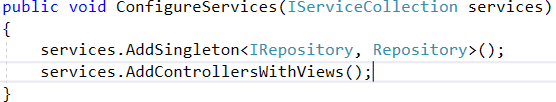 public void ConfigureServices(IServiceCollection services)
{
    services.AddSingleton<IRepository, Repository>();
    services.AddControllersWithViews();
}